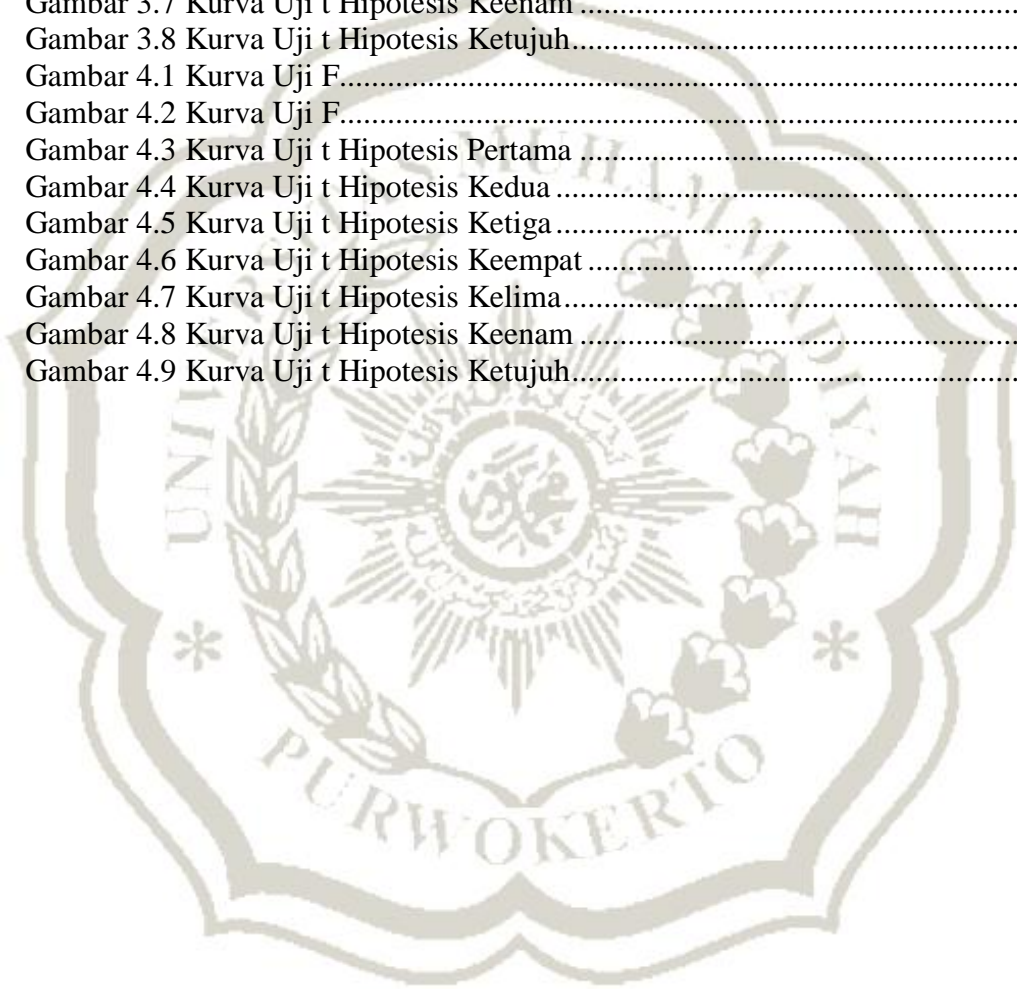 Gambar 3.7 Kurva Uji t Hipotesis Keenam ......................................................
Gambar 3.8 Kurva Uji t Hipotesis Ketujuh.......................................................
Gambar 4.1 Kurva Uji F.....................................................................................
Gambar 4.2 Kurva Uji F.....................................................................................
Gambar 4.3 Kurva Uji t Hipotesis Pertama ......................................................
Gambar 4.4 Kurva Uji t Hipotesis Kedua .........................................................
Gambar 4.5 Kurva Uji t Hipotesis Ketiga .........................................................
Gambar 4.6 Kurva Uji t Hipotesis Keempat .....................................................
Gambar 4.7 Kurva Uji t Hipotesis Kelima........................................................
Gambar 4.8 Kurva Uji t Hipotesis Keenam ......................................................
Gambar 4.9 Kurva Uji t Hipotesis Ketujuh.......................................................
MUHAMMADIYAH
PURWOKERTO